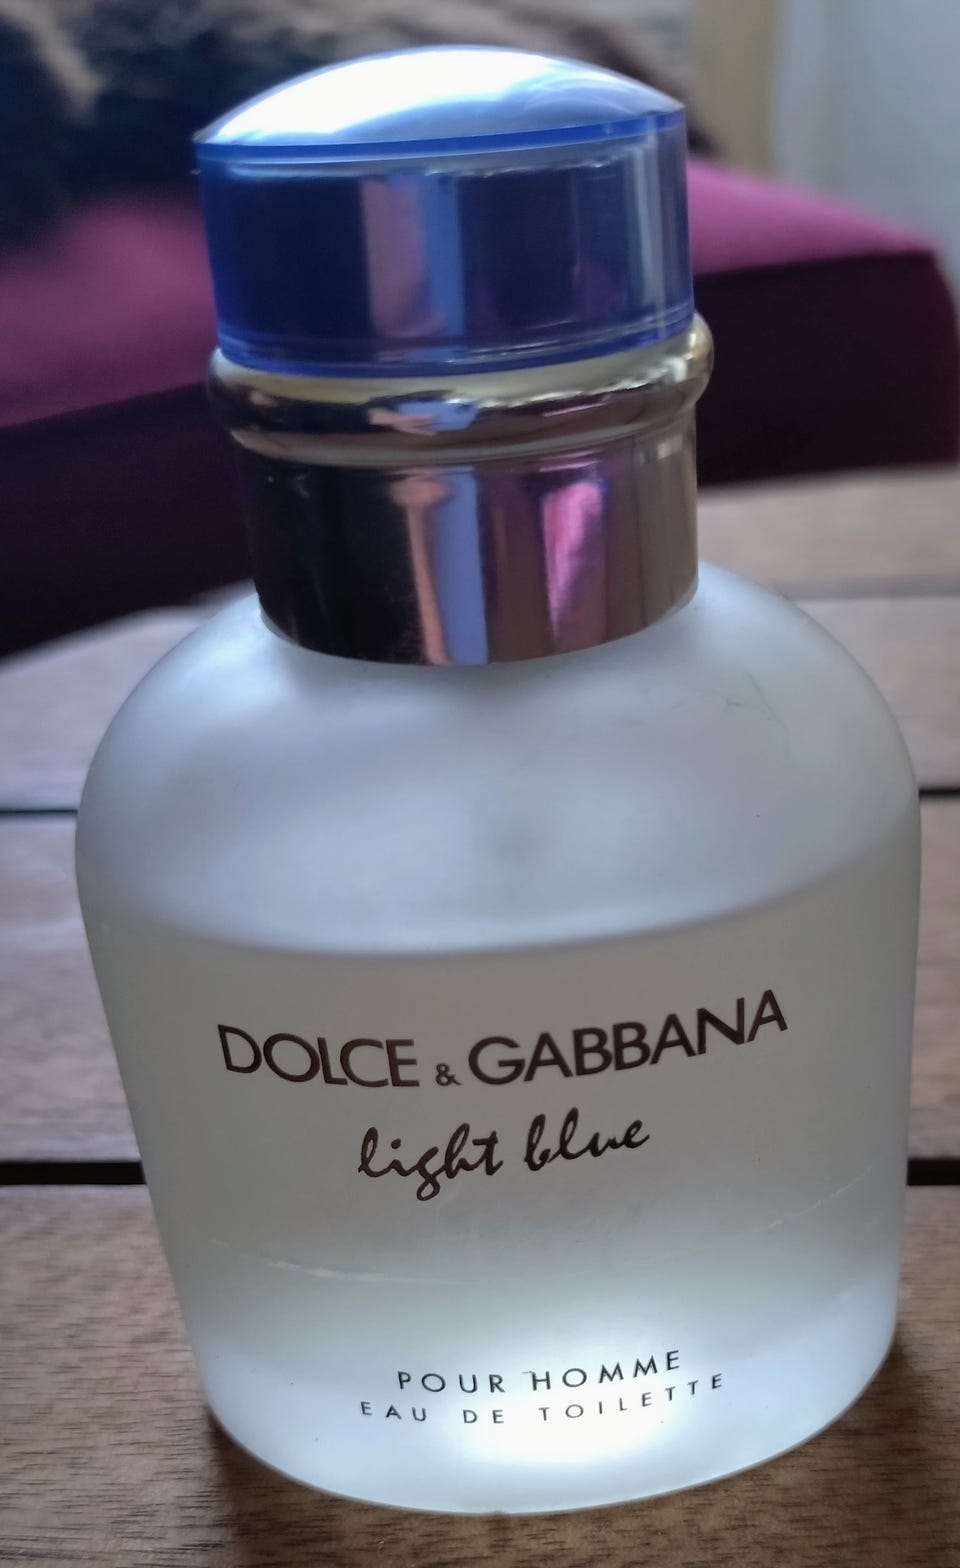 DOLCE & GABBANA
light blue
POUR HOMME
EAU DE TOILETTE